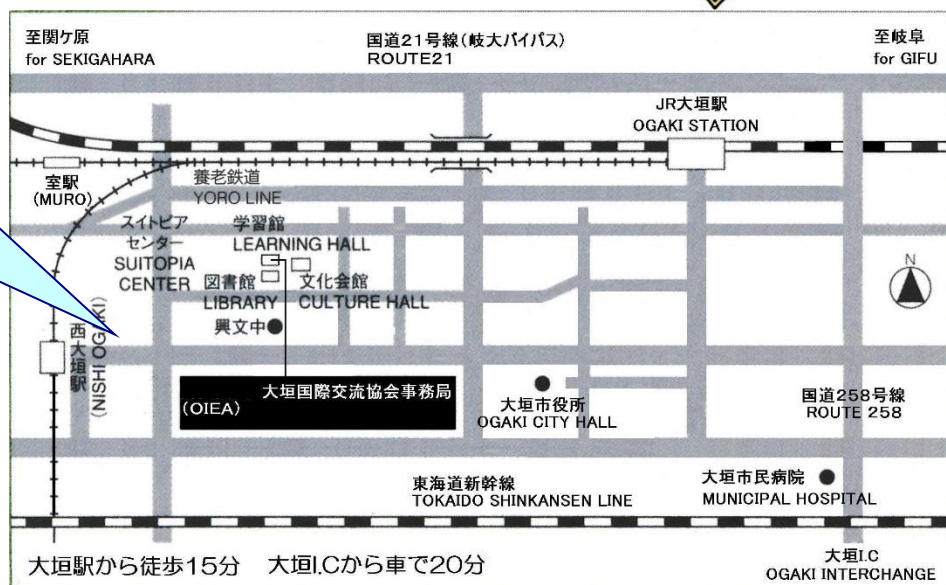 至関ケ原
for SEKIGAHARA
国道21号線(岐大バイパス)
ROUTE21
至岐阜
for GIFU
JR大垣駅
OGAKI STATION
室駅
(MURO)
養老鉄道
YORO LINE
スイトピア
センター
SUITOPIA
CENTER
学習館
LEARNING HALL
図書館
LIBRARY
文化会館
CULTURE HALL
興文中
N
西大垣駅
(NISHI OGAKI)
大垣国際交流協会事務局
(OIEA)
大垣市役所
OGAKI CITY HALL
国道258号線
ROUTE 258
東海道新幹線
TOKAIDO SHINKANSEN LINE
大垣市民病院
MUNICIPAL HOSPITAL
大垣駅から徒歩15分 大垣I.Cから車で20分
大垣I.C
OGAKI INTERCHANGE